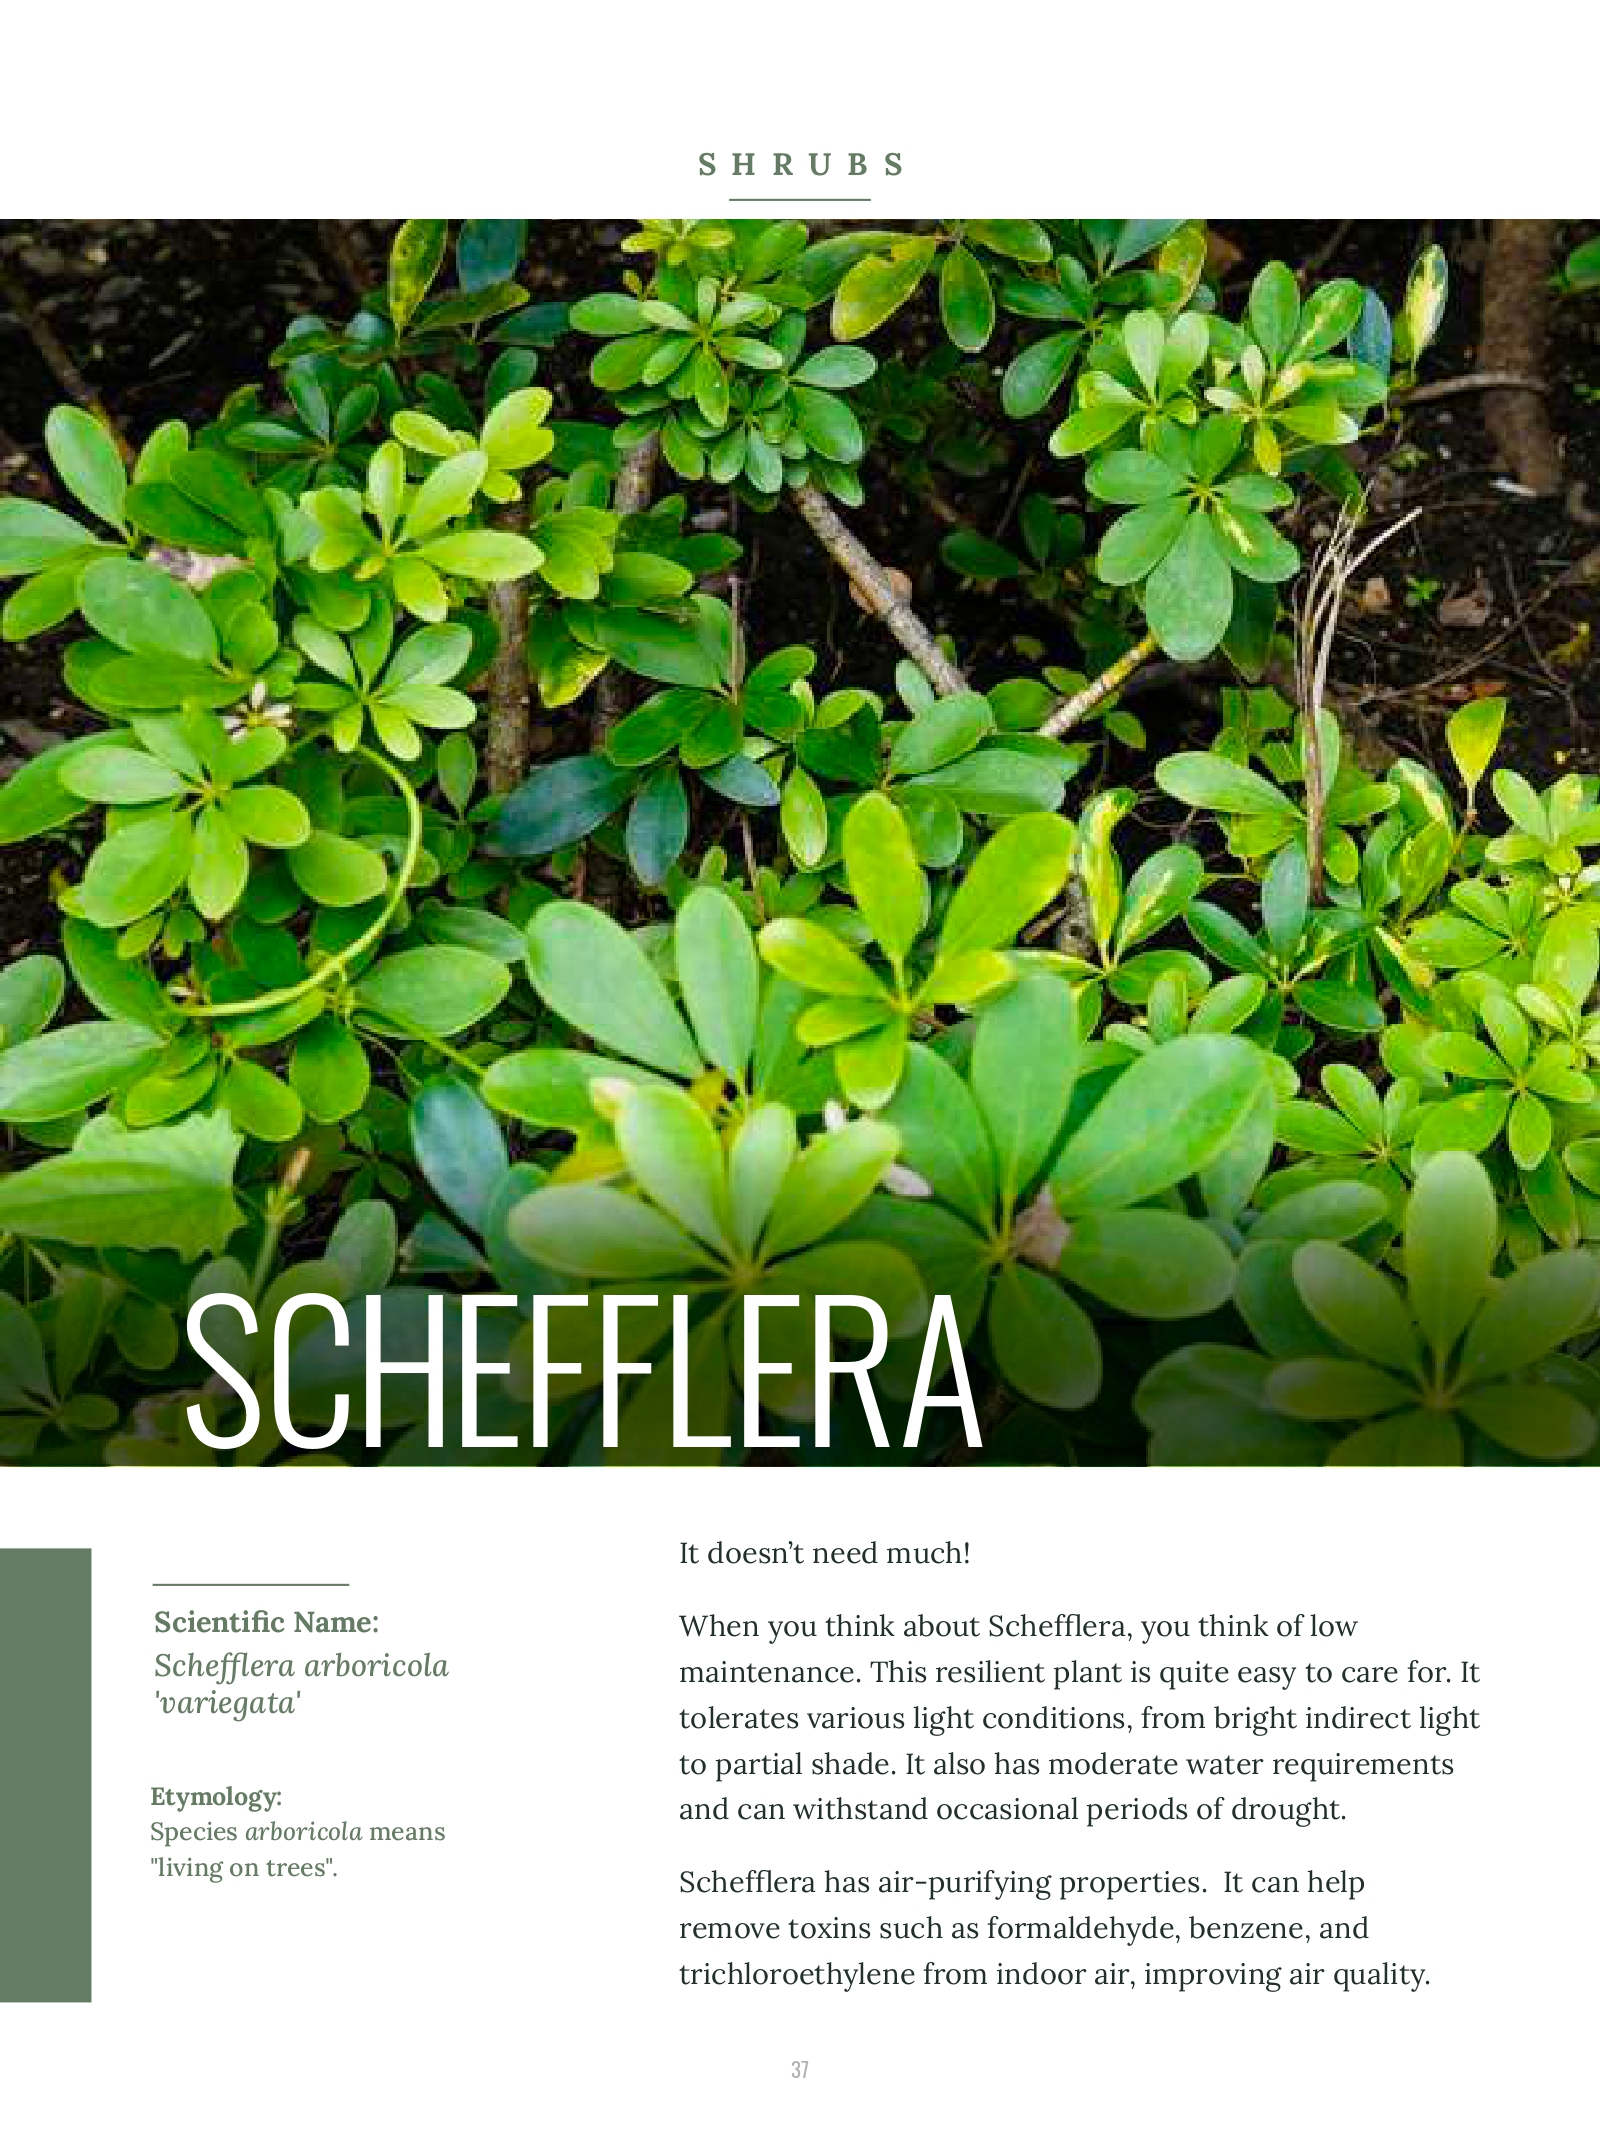 SHRUBS
SCHEFFLERA
Scientific Name:
Schefflera arboricola
'variegata'
Etymology:
Species arboricola means
"living on trees".
It doesn’t need much!
When you think about Schefflera, you think of low
maintenance. This resilient plant is quite easy to care for. It
tolerates various light conditions, from bright indirect light
to partial shade. It also has moderate water requirements
and can withstand occasional periods of drought.
Schefflera has air-purifying properties.  It can help
remove toxins such as formaldehyde, benzene, and
trichloroethylene from indoor air, improving air quality.
37